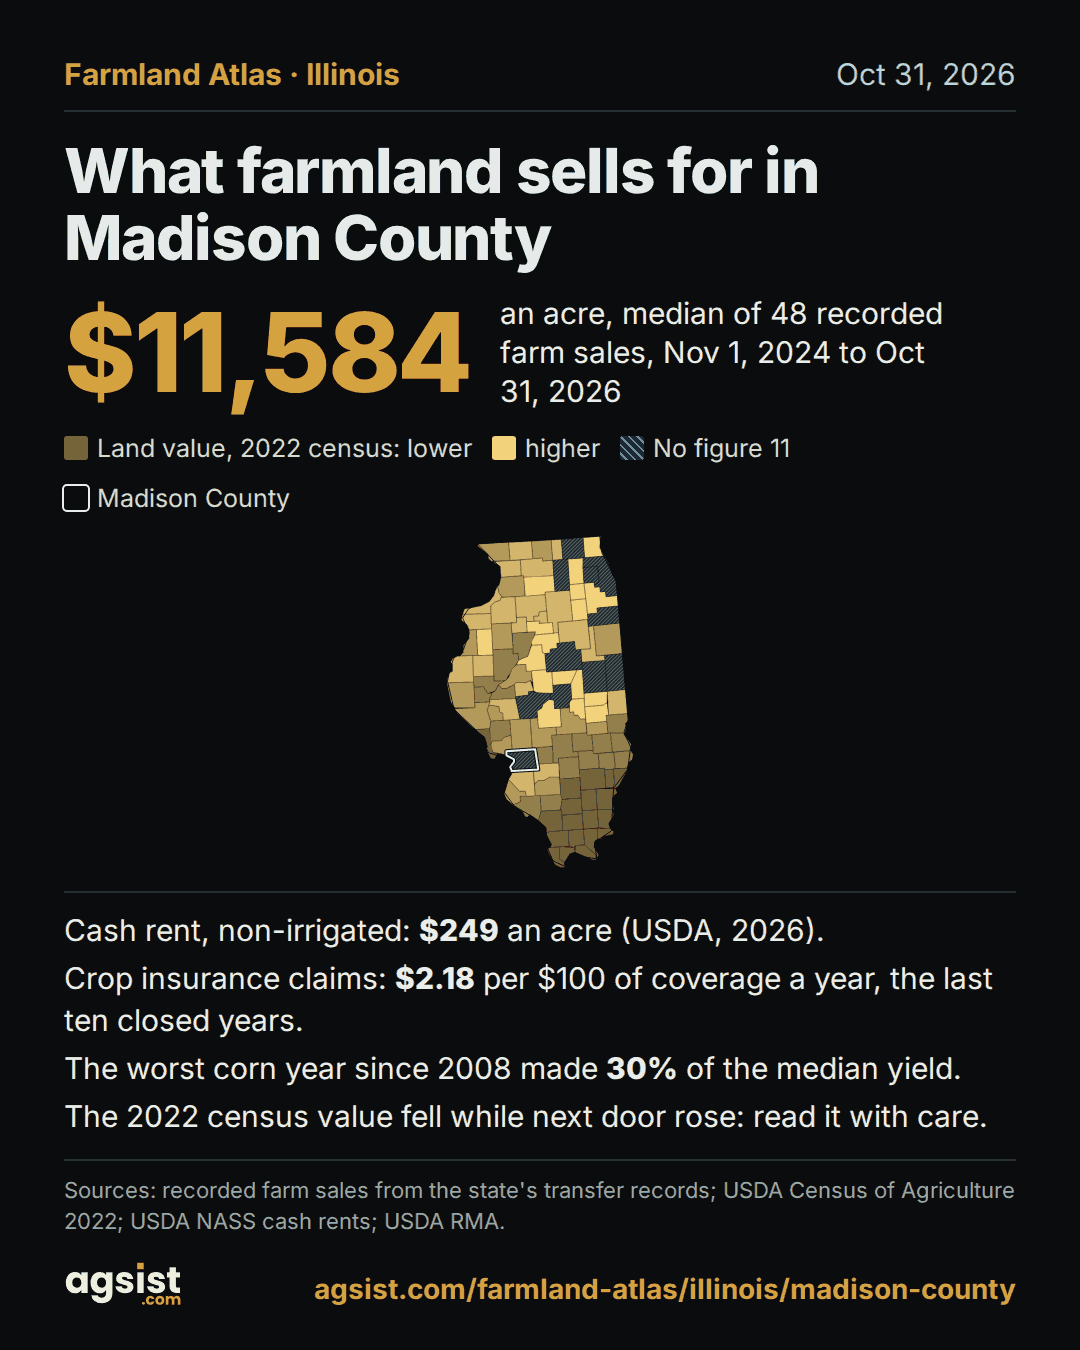 Farmland Atlas · Illinois
Oct 31, 2026
What farmland sells for in
Madison County
$11,584
an acre, median of 48 recorded
farm sales, Nov 1, 2024 to Oct
31, 2026
Land value, 2022 census: lower
higher
No figure 11
Madison County
Cash rent, non-irrigated: $249 an acre (USDA, 2026).
Crop insurance claims: $2.18 per $100 of coverage a year, the last
ten closed years.
The worst corn year since 2008 made 30% of the median yield.
The 2022 census value fell while next door rose: read it with care.
Sources: recorded farm sales from the state's transfer records; USDA Census of Agriculture
2022; USDA NASS cash rents; USDA RMA.
agsist
.com
agsist.com/farmland-atlas/illinois/madison-county